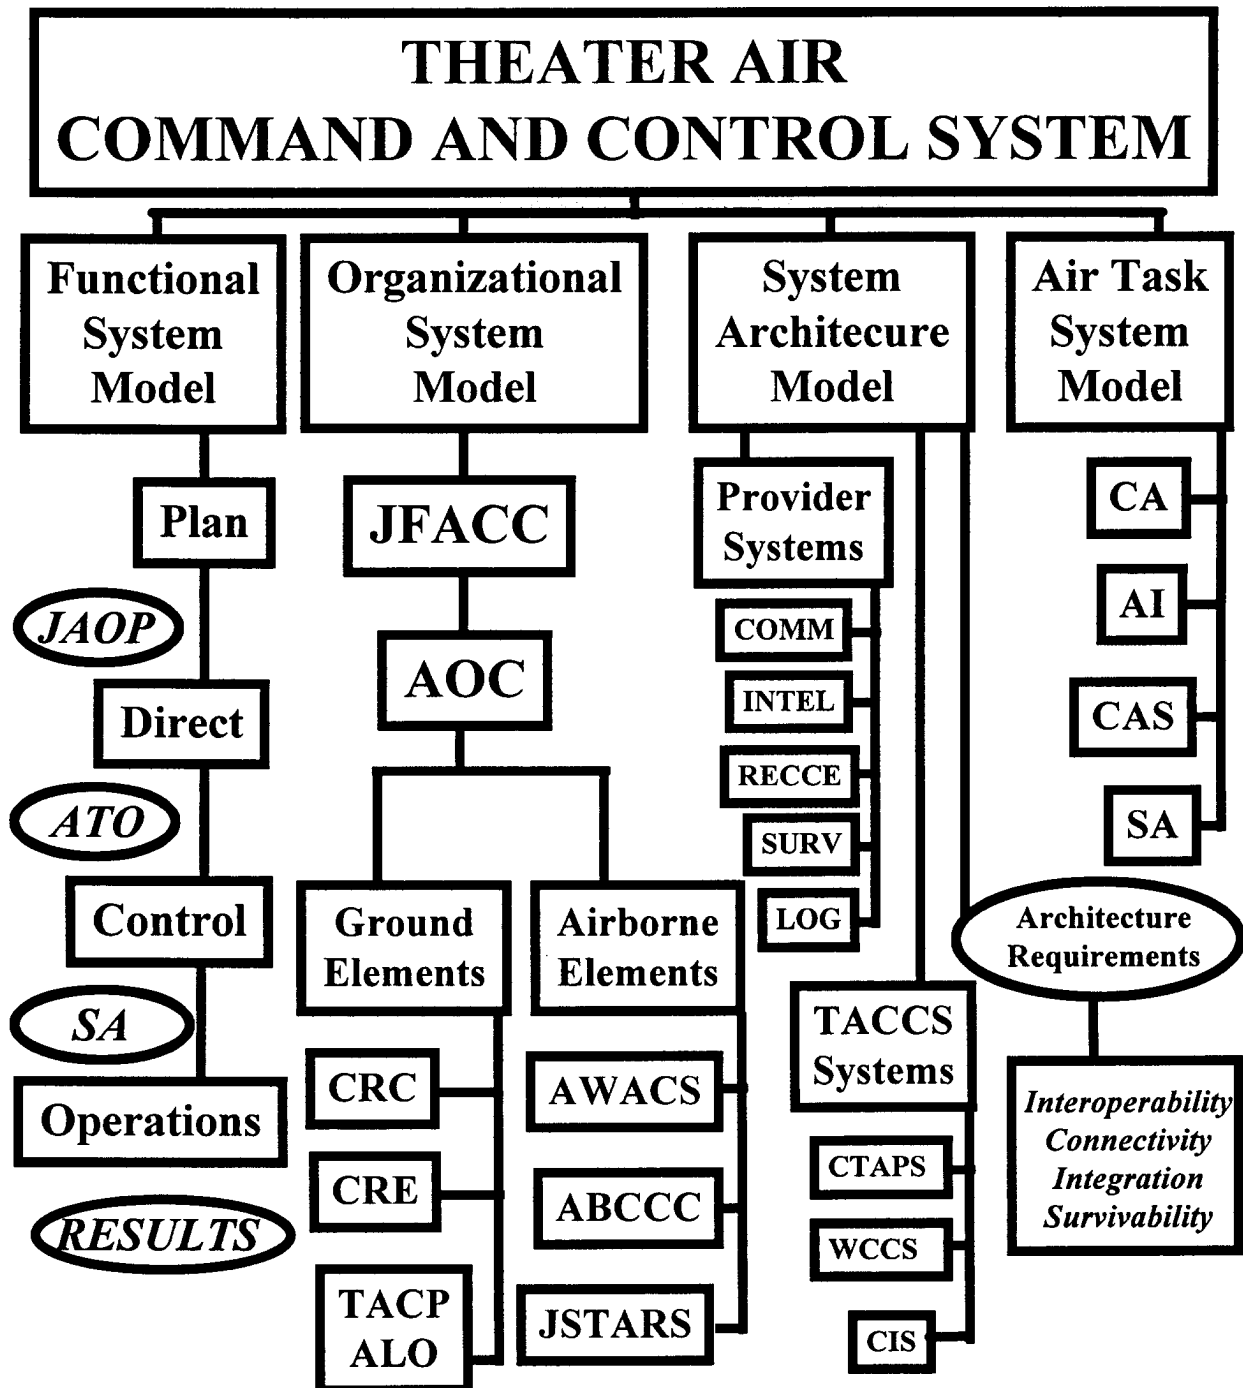 THEATER AIR
COMMAND AND CONTROL SYSTEM
Functional
System
Model
Plan
JAOP
Direct
ATO
Control
SA
Operations
RESULTS
Organizational
System
Model
JFACC
AOC
Ground
Elements
CRC
CRE
TACP
ALO
Airborne
Elements
AWACS
ABCCC
JSTARS
System
Architecure
Model
Provider
Systems
COMM
INTEL
RECCE
SURV
LOG
TACCS
Systems
CTAPS
WCCS
CIS
Architecture
Requirements
Interoperability
Connectivity
Integration
Survivability
Air Task
System
Model
CA
AI
CAS
SA